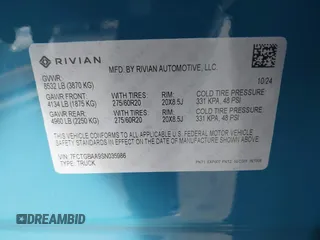 RIVIAN
MFD. BY RIVIAN AUTOMOTIVE, LLC.
10/24
GVWR:
8532 LB (3870 KG)
GAWR FRONT
4134 LB (1875 KG)
WITH TIRES:
275/60R20
RIM:
20X8.5J
COLD TIRE PRESSURE
331 KPA, 48 PSI
GAWR REAR:
4960 LB (2250 KG)
WITH TIRES:
275/60R20
RIM:
20X8.5J
COLD TIRE PRESSURE
331 KPA, 48 PSI
THIS VEHICLE CONFORMS TO ALL APPLICABLE U.S. FEDERAL MOTOR VEHICLE
SAFETY STANDARDS IN EFFECT ON THE DATE OF MANUFACTURE SHOWN ABOVE.
VIN:
TYPE: TRUCK
DREAMBID